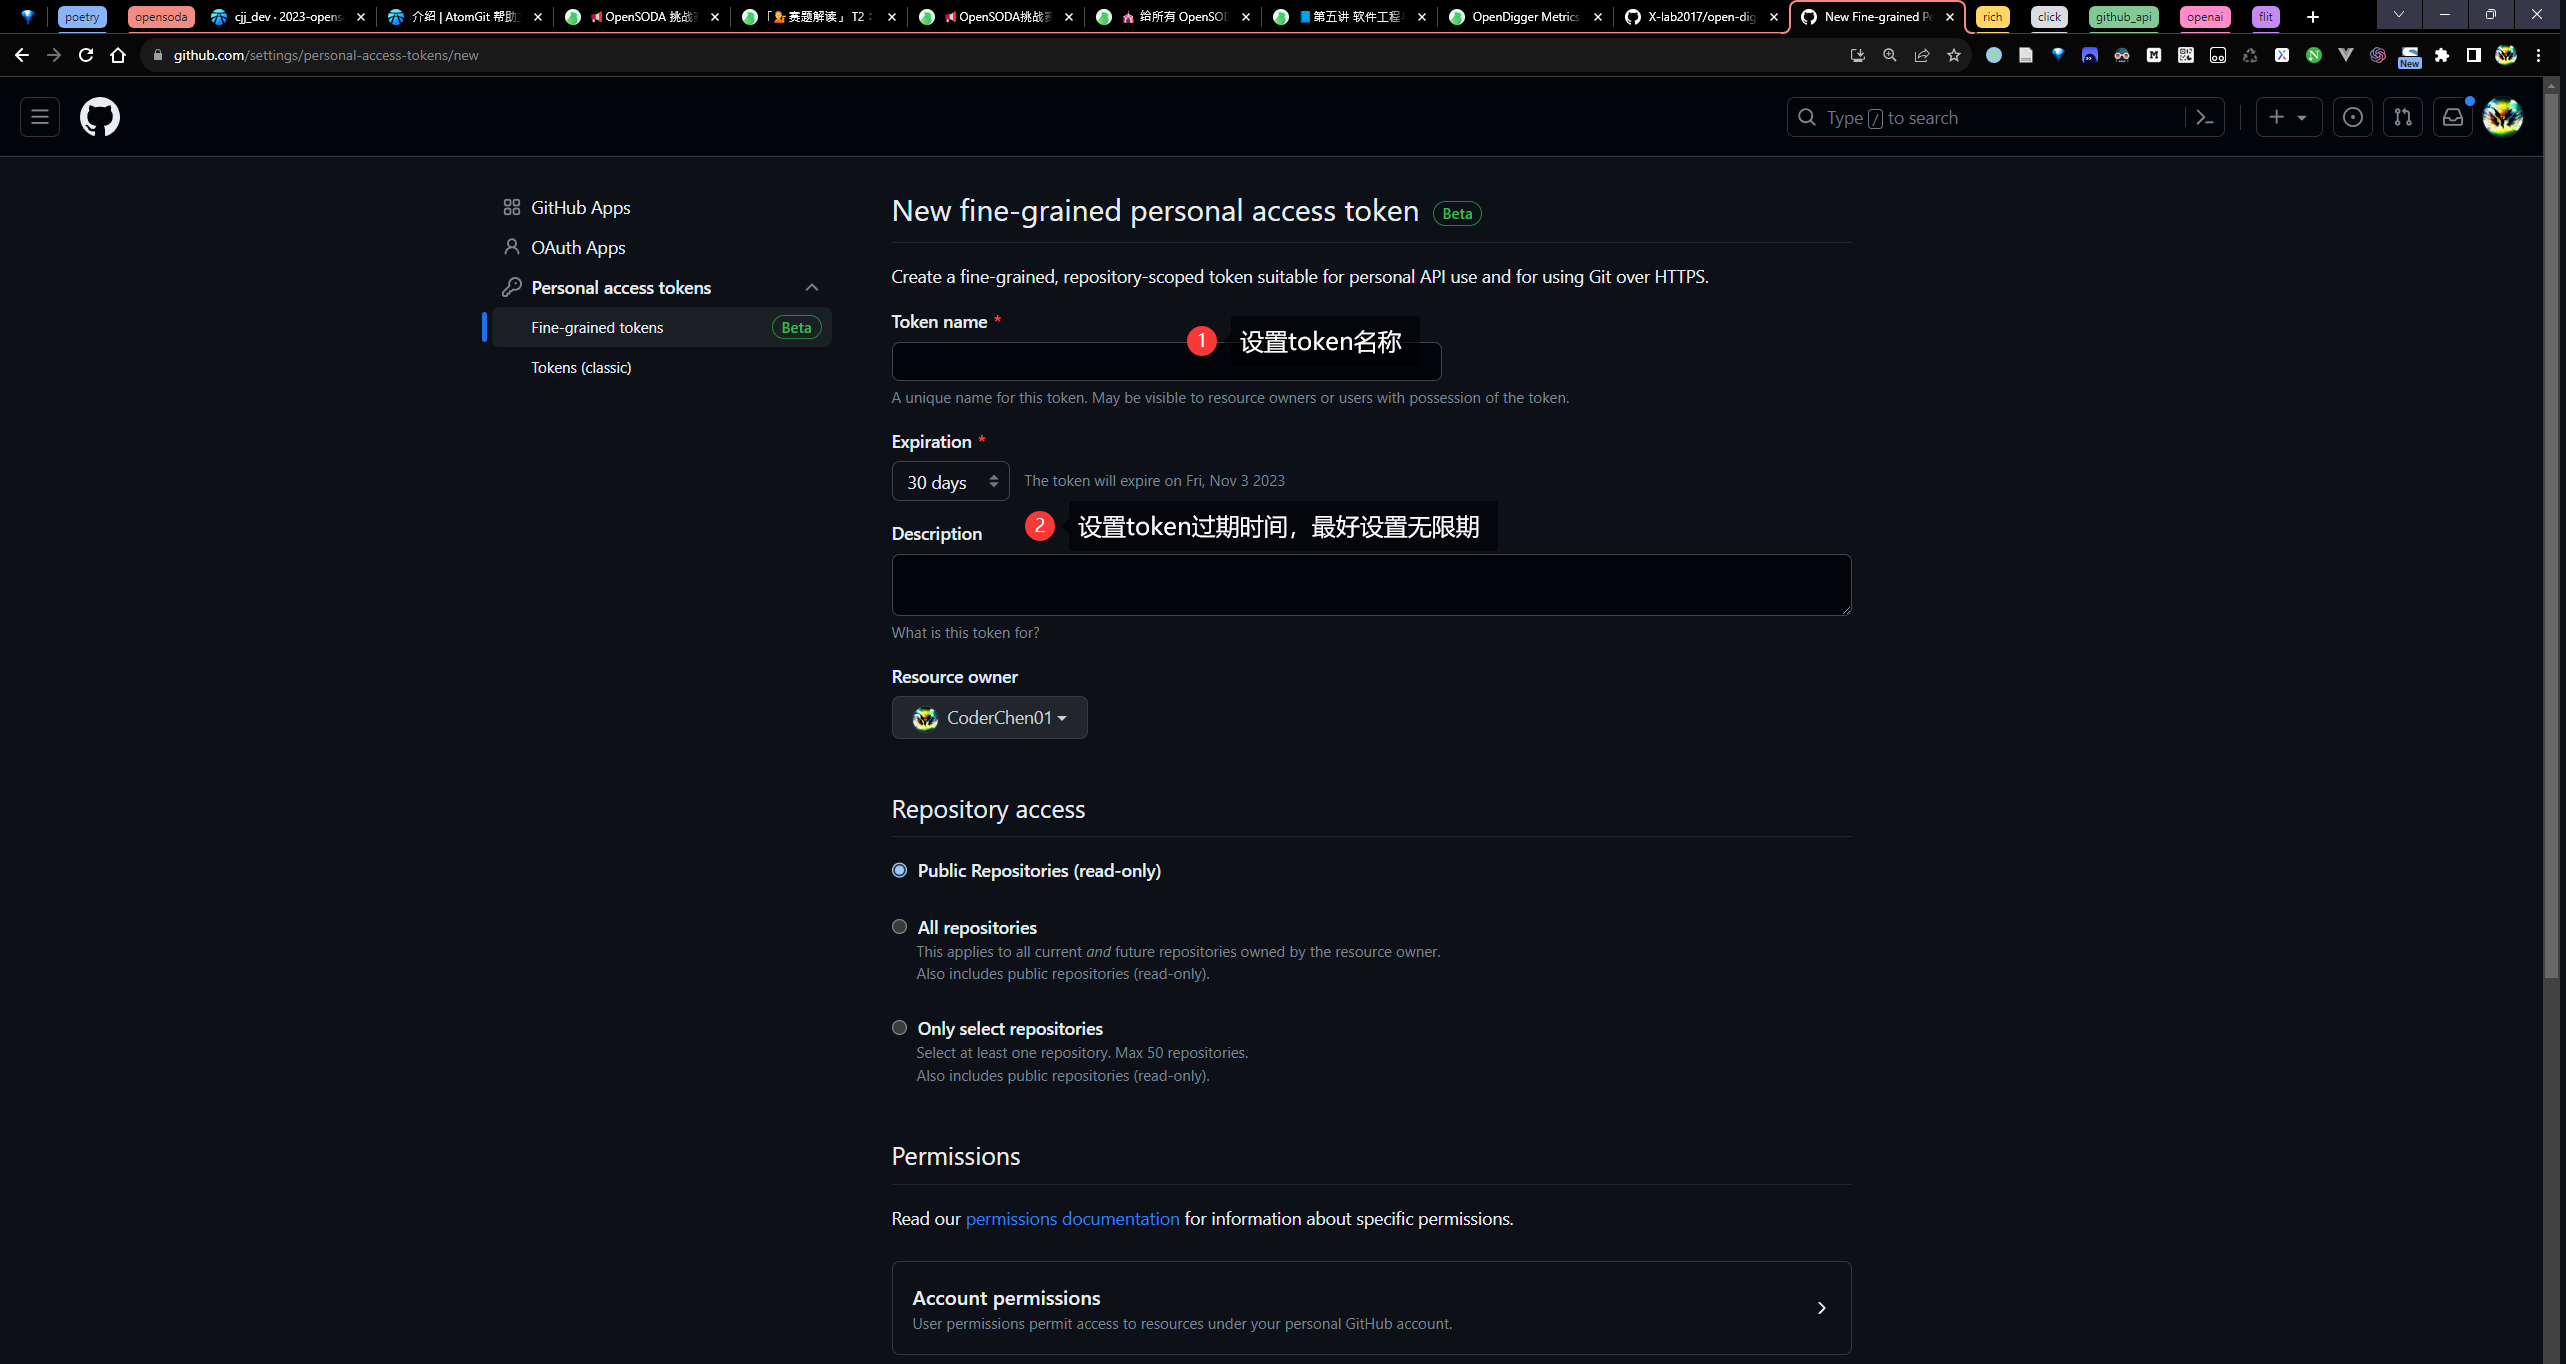 poetry
opensoda
cjj_dev · 2023-opens
介绍 | AtomGit 帮助
OpenSODA 挑战赛
「赛题解读」 T2：
OpenSODA挑战赛
给所有 OpenSOD
第五讲 软件工程
OpenDigger Metrics
X-lab2017/open-dig
New Fine-grained Pe
rich
click
github_api
openai
flit
github.com/settings/personal-access-tokens/new
New
Type / to search
GitHub Apps
OAuth Apps
Personal access tokens
Fine-grained tokens Beta
Tokens (classic)
New fine-grained personal access token Beta
Create a fine-grained, repository-scoped token suitable for personal API use and for using Git over HTTPS.
Token name *
1 设置token名称
A unique name for this token. May be visible to resource owners or users with possession of the token.
Expiration *
30 days The token will expire on Fri, Nov 3 2023
2 设置token过期时间，最好设置无限期
Description
What is this token for?
Resource owner
CoderChen01
Repository access
Public Repositories (read-only)
All repositories
This applies to all current and future repositories owned by the resource owner.
Also includes public repositories (read-only).
Only select repositories
Select at least one repository. Max 50 repositories.
Also includes public repositories (read-only).
Permissions
Read our permissions documentation for information about specific permissions.
Account permissions
User permissions permit access to resources under your personal GitHub account.